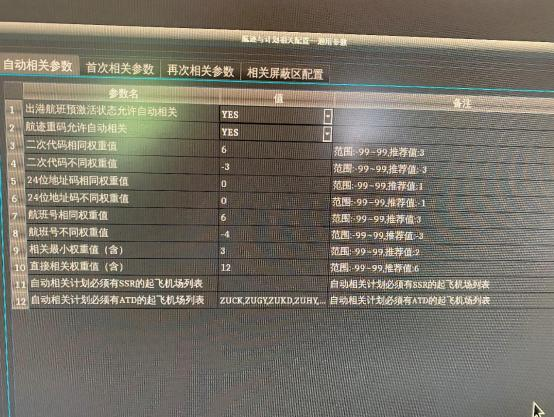 航迹与计划相关配置—通用参数
自动相关参数 首次相关参数 再次相关参数 相关屏蔽区配置
参数名 值 备注
1 出港航班预激活状态允许自动相关 YES
2 航迹重码允许自动相关 YES
3 二次代码相同权重值 6 范围:-99~99,推荐值:3
4 二次代码不同权重值 -3 范围:-99~99,推荐值:-3
5 24位地址码相同权重值 0 范围:-99~99,推荐值:1
6 24位地址码不同权重值 0 范围:-99~99,推荐值:-1
7 航班号相同权重值 6 范围:-99~99,推荐值:3
8 航班号不同权重值 -4 范围:-99~99,推荐值:-3
9 相关最小权重值（含） 3 范围:-99~99,推荐值:2
10 直接相关权重值（含） 12 范围:-99~99,推荐值:6
11 自动相关计划必须有SSR的起飞机场列表 自动相关计划必须有SSR的起飞机场列表
12 自动相关计划必须有ATD的起飞机场列表 ZUCK,ZUGY,ZUKD,ZUHY,... 自动相关计划必须有ATD的起飞机场列表